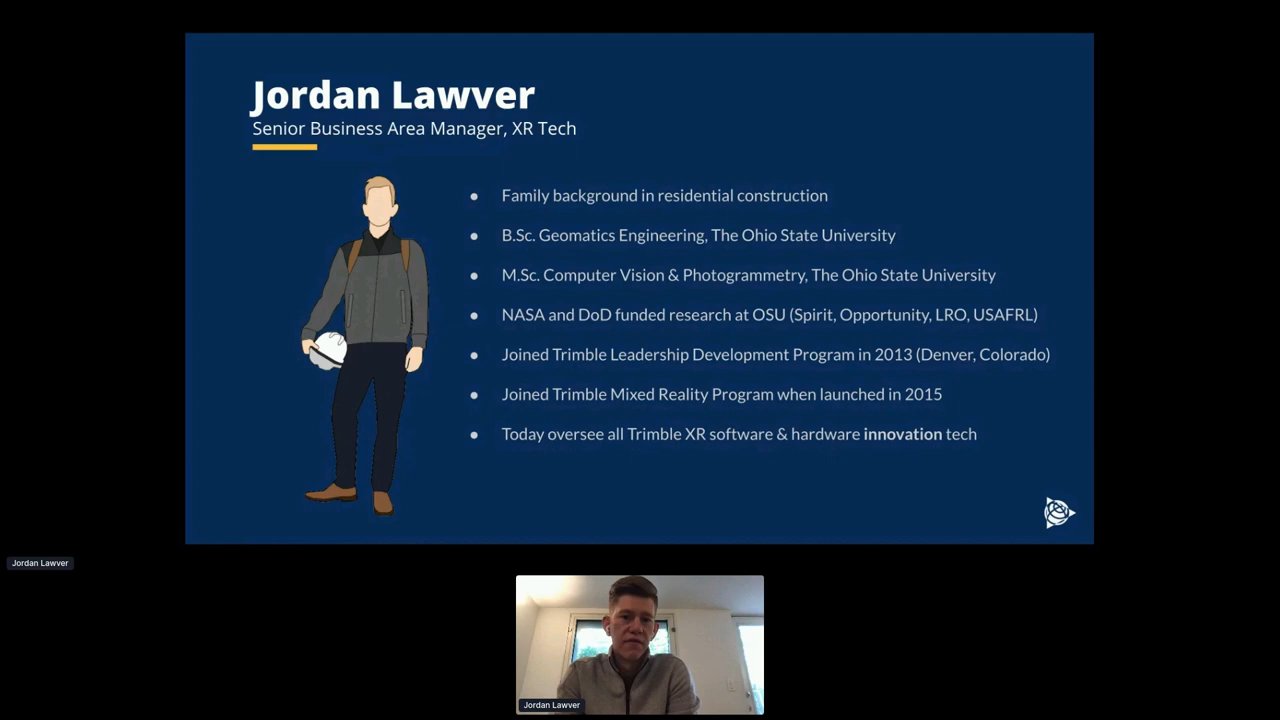 Jordan Lawver
Senior Business Area Manager, XR Tech
● Family background in residential construction
● B.Sc. Geomatics Engineering, The Ohio State University
● M.Sc. Computer Vision & Photogrammetry, The Ohio State University
● NASA and DoD funded research at OSU (Spirit, Opportunity, LRO, USAFRL)
● Joined Trimble Leadership Development Program in 2013 (Denver, Colorado)
● Joined Trimble Mixed Reality Program when launched in 2015
● Today oversee all Trimble XR software & hardware innovation tech
Jordan Lawver
Jordan Lawver